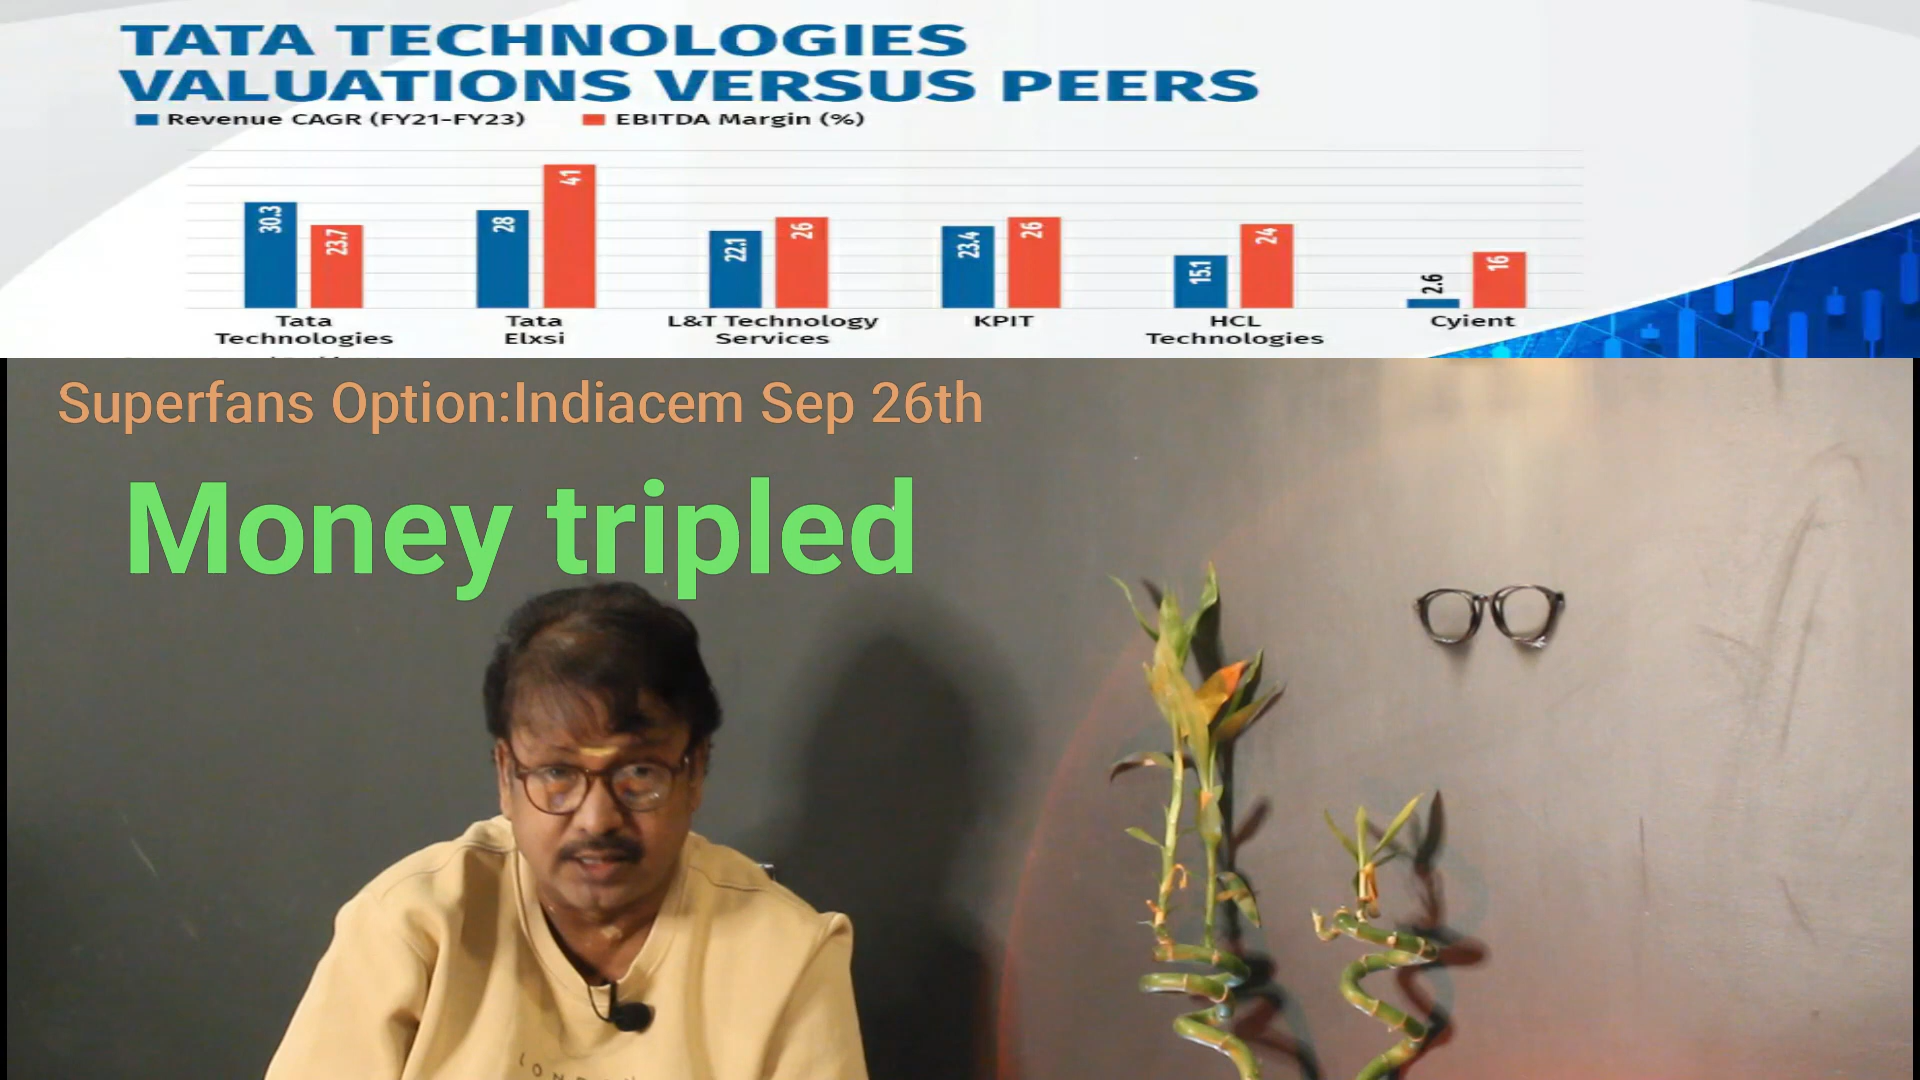 TATA TECHNOLOGIES
VALUATIONS VERSUS PEERS
Revenue CAGR (FY21-FY23) EBITDA Margin (%)
30.3 23.7 28 41 22.1 26 23.4 26 15.1 24 2.6 16
Tata Technologies
Tata Elxsi
L&T Technology Services
KPIT
HCL Technologies
Cyient
Superfans Option:Indiacem Sep 26th
Money tripled